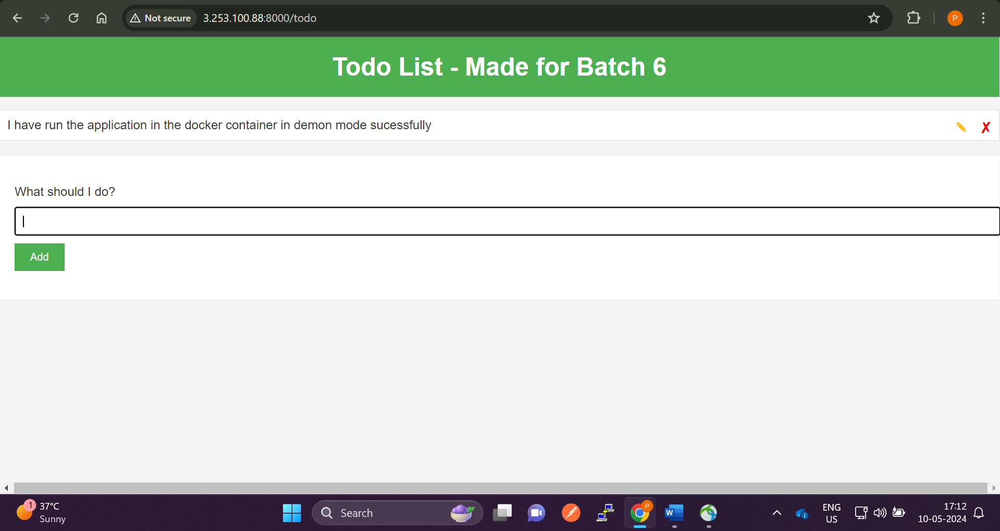 Not secure 3.253.100.88:8000/todo
P
Todo List - Made for Batch 6
I have run the application in the docker container in demon mode sucessfully
What should I do?
Add
1
37°C
Sunny
Search
P
W
ENG
US
17:12
10-05-2024